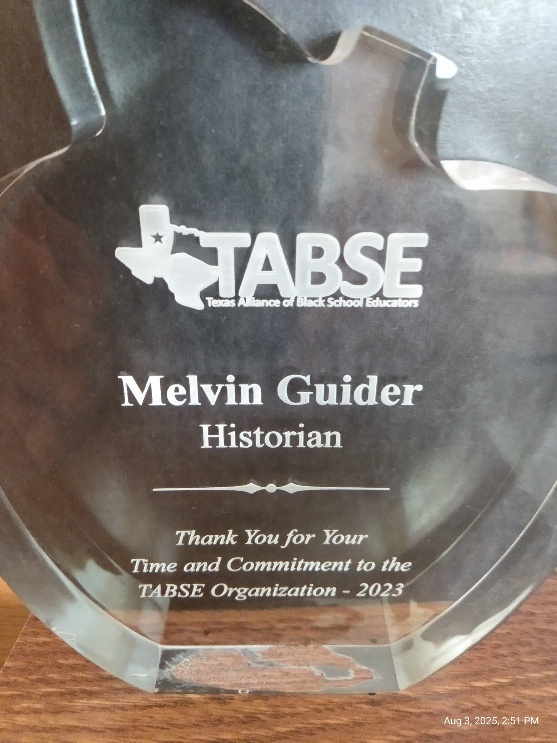 TABSE
Texas Alliance of Black School Educators
Melvin Guider
Historian
Thank You for Your
Time and Commitment to the
TABSE Organization - 2023
Aug 3, 2025, 2:51 PM